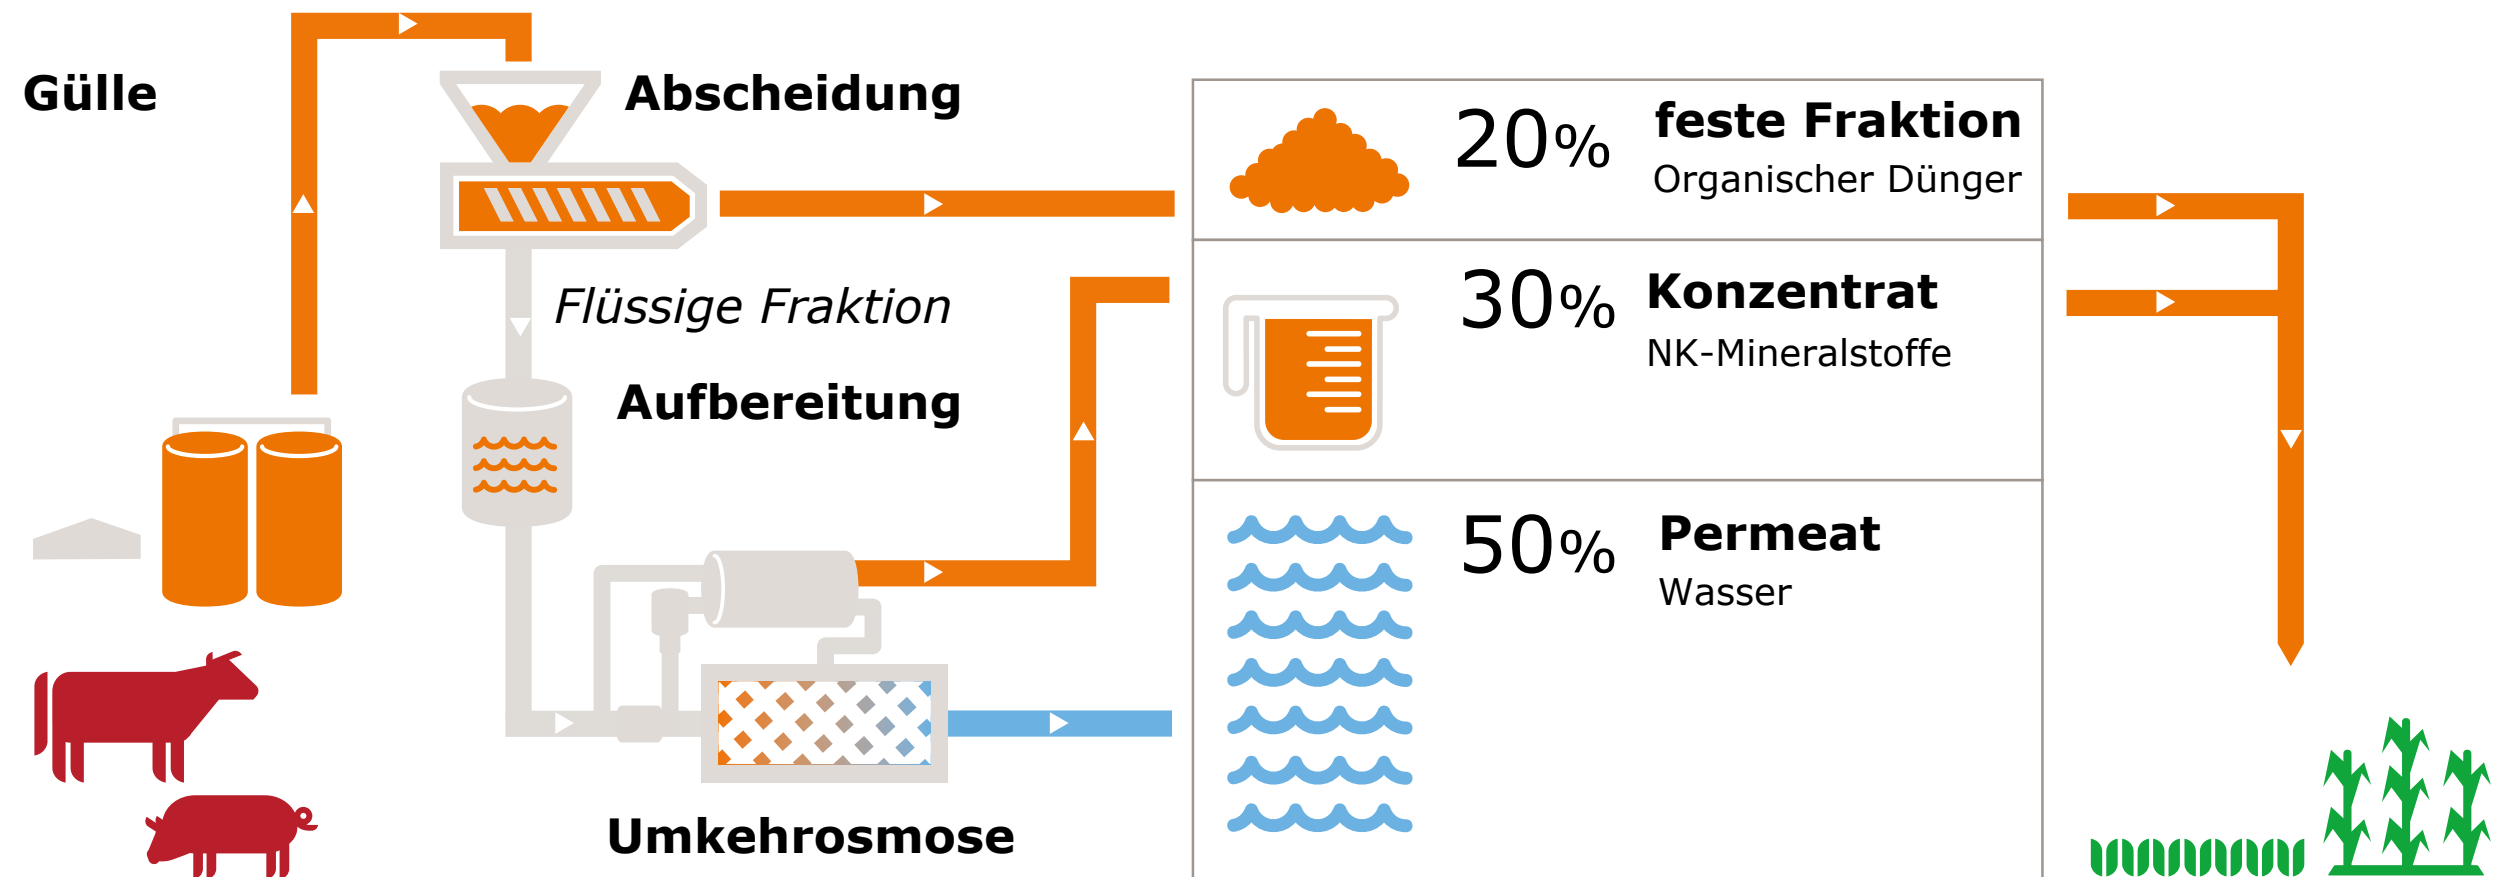 Gülle
Abscheidung
Flüssige Fraktion
Aufbereitung
Umkehrosmose
20% feste Fraktion
Organischer Dünger
30% Konzentrat
NK-Mineralstoffe
50% Permeat
Wasser